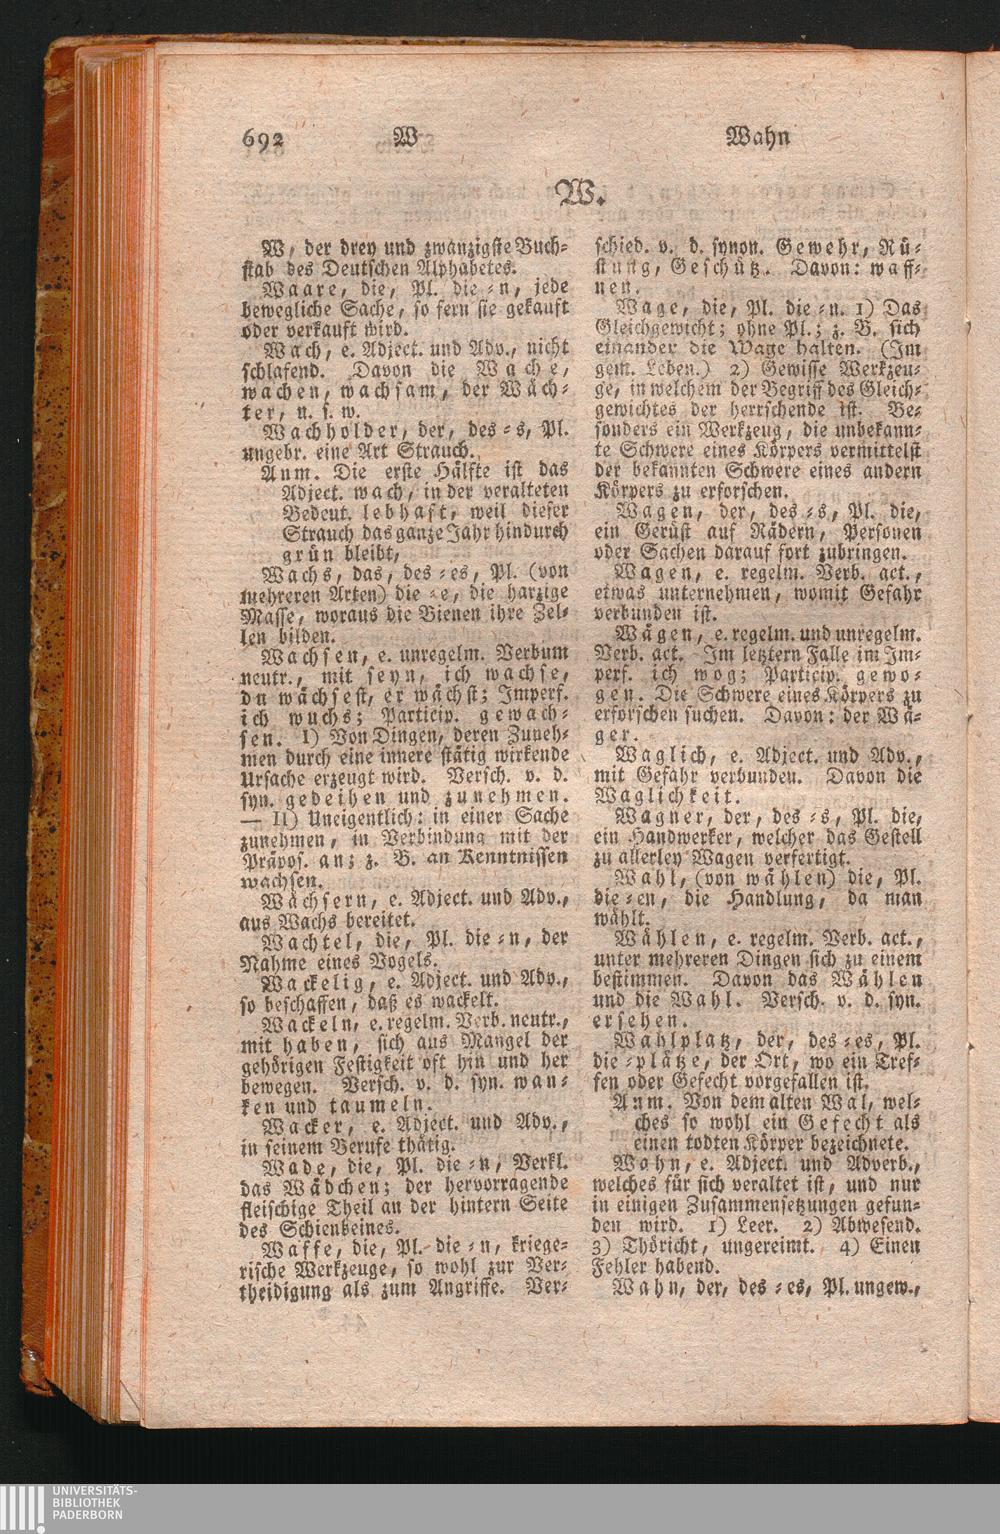 692
W
Wahn
W.
W, der drey und zwanzigste Buch-
stab des Deutschen Alphabetes.
Waare, die, Pl. die-n, jede
bewegliche Sache, so fern sie gekauft
oder verkauft wird.
Wach, e. Adject. und Adv., nicht
schlafend. Davon die Wache,
wachen, wachsam, der Wäch-
ter, u. s. w.
Wachholder, der, des-s, Pl.
ungebr. eine Art Strauch.
Anm. Die erste Hälfte ist das
Adject. wach, in der veralteten
Bedeut. lebhaft, weil dieser
Strauch das ganze Jahr hindurch
grün bleibt,
Wachs, das, des-es, Pl. (von
mehreren Arten) die-e, die harzige
Masse, woraus die Bienen ihre Zel-
len bilden.
Wachsen, e. unregelm. Verbum
neutr., mit seyn, ich wachse,
du wächsest, er wächst; Imperf.
ich wuchs; Particip. gewach-
sen. I) Von Dingen, deren Zuneh-
men durch eine innere stätig wirkende
Ursache erzeugt wird. Versch. v. d.
syn. gedeihen und zunehmen.
— II) Uneigentlich: in einer Sache
zunehmen, in Verbindung mit der
Präpos. an; z. B. an Kenntnissen
wachsen.
Wächsern, e. Adject. und Adv.,
aus Wachs bereitet.
Wachtel, die, Pl. die-n, der
Nahme eines Vogels.
Wackelig, e. Adject. und Adv.,
so beschaffen, daß es wackelt.
Wackeln, e. regelm. Verb. neutr.,
mit haben, sich aus Mangel der
gehörigen Festigkeit oft hin und her
bewegen. Versch. v. d. syn. wan-
ken und taumeln.
Wacker, e. Adject. und Adv.,
in seinem Berufe thätig.
Wade, die, Pl. die-n, Verkl.
das Wädchen; der hervorragende
fleischige Theil an der hintern Seite
des Schienbeines.
Waffe, die, Pl. die-n, kriege-
rische Werkzeuge, so wohl zur Ver-
theidigung als zum Angriffe. Ver-
schied. v. d. synon. Gewehr, Rü-
stung, Geschütz. Davon: waff-
nen.
Wage, die, Pl. die-n. 1) Das
Gleichgewicht; ohne Pl.; z. B. sich
einander die Wage halten. (Im
gem. Leben.) 2) Gewisse Werkzeu-
ge, in welchem der Begriff des Gleich-
gewichtes der herrschende ist. Be-
sonders ein Werkzeug, die unbekann-
te Schwere eines Körpers vermittelst
der bekannten Schwere eines andern
Körpers zu erforschen.
Wagen, der, des-s, Pl. die,
ein Gerüst auf Rädern, Personen
oder Sachen darauf fort zubringen.
Wagen, e. regelm. Verb. act.,
etwas unternehmen, womit Gefahr
verbunden ist.
Wägen, e. regelm. und unregelm.
Verb. act. Im letztern Falle im Im-
perf. ich wog; Particip. gewo-
gen. Die Schwere eines Körpers zu
erforschen suchen. Davon: der Wä-
ger.
Waglich, e. Adject. und Adv.,
mit Gefahr verbunden. Davon die
Waglichkeit.
Wagner, der, des-s, Pl. die,
ein Handwerker, welcher das Gestell
zu allerley Wagen verfertigt.
Wahl, (von wählen) die, Pl.
die-en, die Handlung, da man
wählt.
Wählen, e. regelm. Verb. act.,
unter mehreren Dingen sich zu einem
bestimmen. Davon das Wählen
und die Wahl. Versch. v. d. syn.
ersehen.
Wahlplatz, der, des-es, Pl.
die-plätze, der Ort, wo ein Tref-
fen oder Gefecht vorgefallen ist.
Anm. Von dem alten Wal, wel-
ches so wohl ein Gefecht als
einen todten Körper bezeichnete.
Wahn, e. Adject. und Adverb.,
welches für sich veraltet ist, und nur
in einigen Zusammensetzungen gefun-
den wird. 1) Leer. 2) Abwesend.
3) Thöricht, ungereimt. 4) Einen
Fehler habend.
Wahn, der, des-es, Pl. ungew.,
UNIVERSITÄTS-
BIBLIOTHEK
PADERBORN